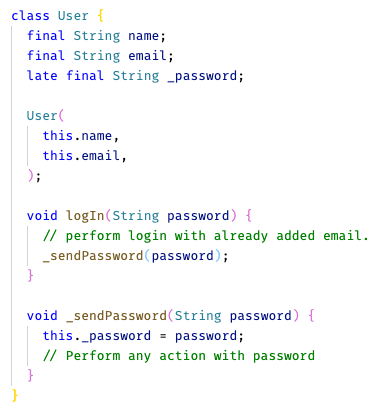 class User {
  final String name;
  final String email;
  late final String _password;

  User(
    this.name,
    this.email,
  );

  void logIn(String password) {
    // perform login with already added email.
    _sendPassword(password);
  }

  void _sendPassword(String password) {
    this._password = password;
    // Perform any action with password
  }
}